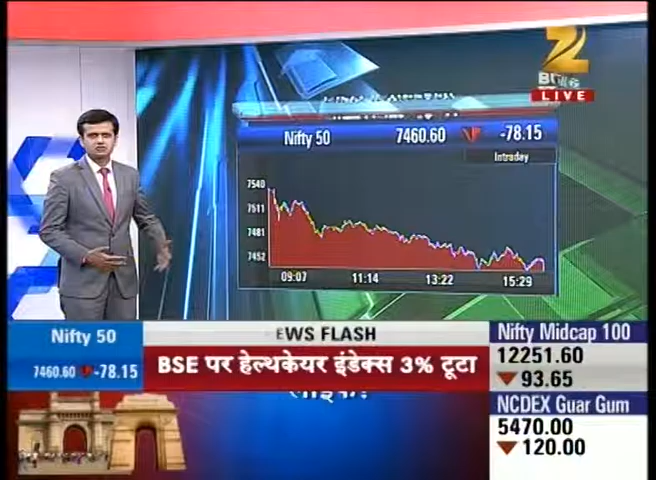 BIZ
LIVE
Nifty 50 7460.60 -78.15
Intraday
7540
7511
7481
7452
09:07 11:14 13:22 15:29
Nifty 50
7460.60 -78.15
EWS FLASH
BSE पर हेल्थकेयर इंडेक्स 3% टूटा
Nifty Midcap 100
12251.60
93.65
NCDEX Guar Gum
5470.00
120.00